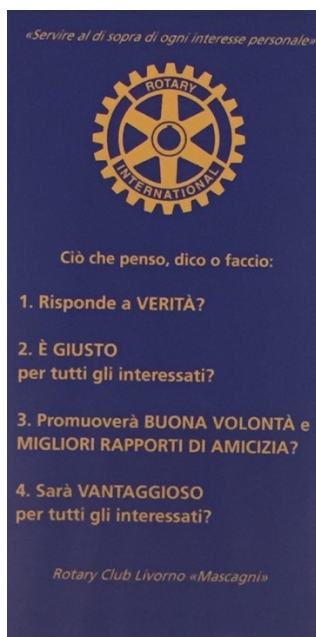 «Servire al di sopra di ogni interesse personale»
ROTARY
INTERNATIONAL
Ciò che penso, dico o faccio:
1. Risponde a VERITÀ?
2. È GIUSTO
per tutti gli interessati?
3. Promuoverà BUONA VOLONTÀ e
MIGLIORI RAPPORTI DI AMICIZIA?
4. Sarà VANTAGGIOSO
per tutti gli interessati?
Rotary Club Livorno «Mascagni»